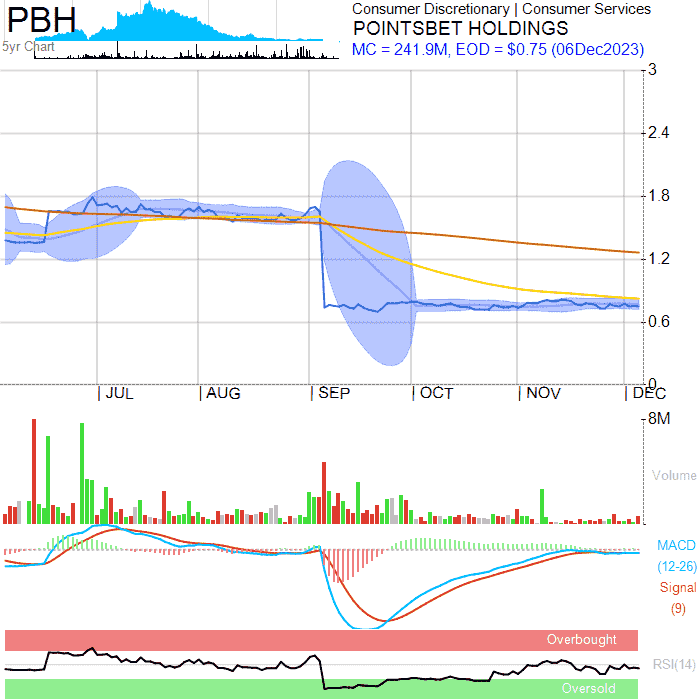 PBH
5yr Chart
Consumer Discretionary | Consumer Services
POINTSBET HOLDINGS
MC = 241.9M, EOD = $0.75 (06Dec2023)
3
2.4
1.8
1.2
0.6
0
JUL AUG SEP OCT NOV DEC
8M
Volume
MACD
(12-26)
Signal
(9)
Overbought
RSI(14)
Oversold